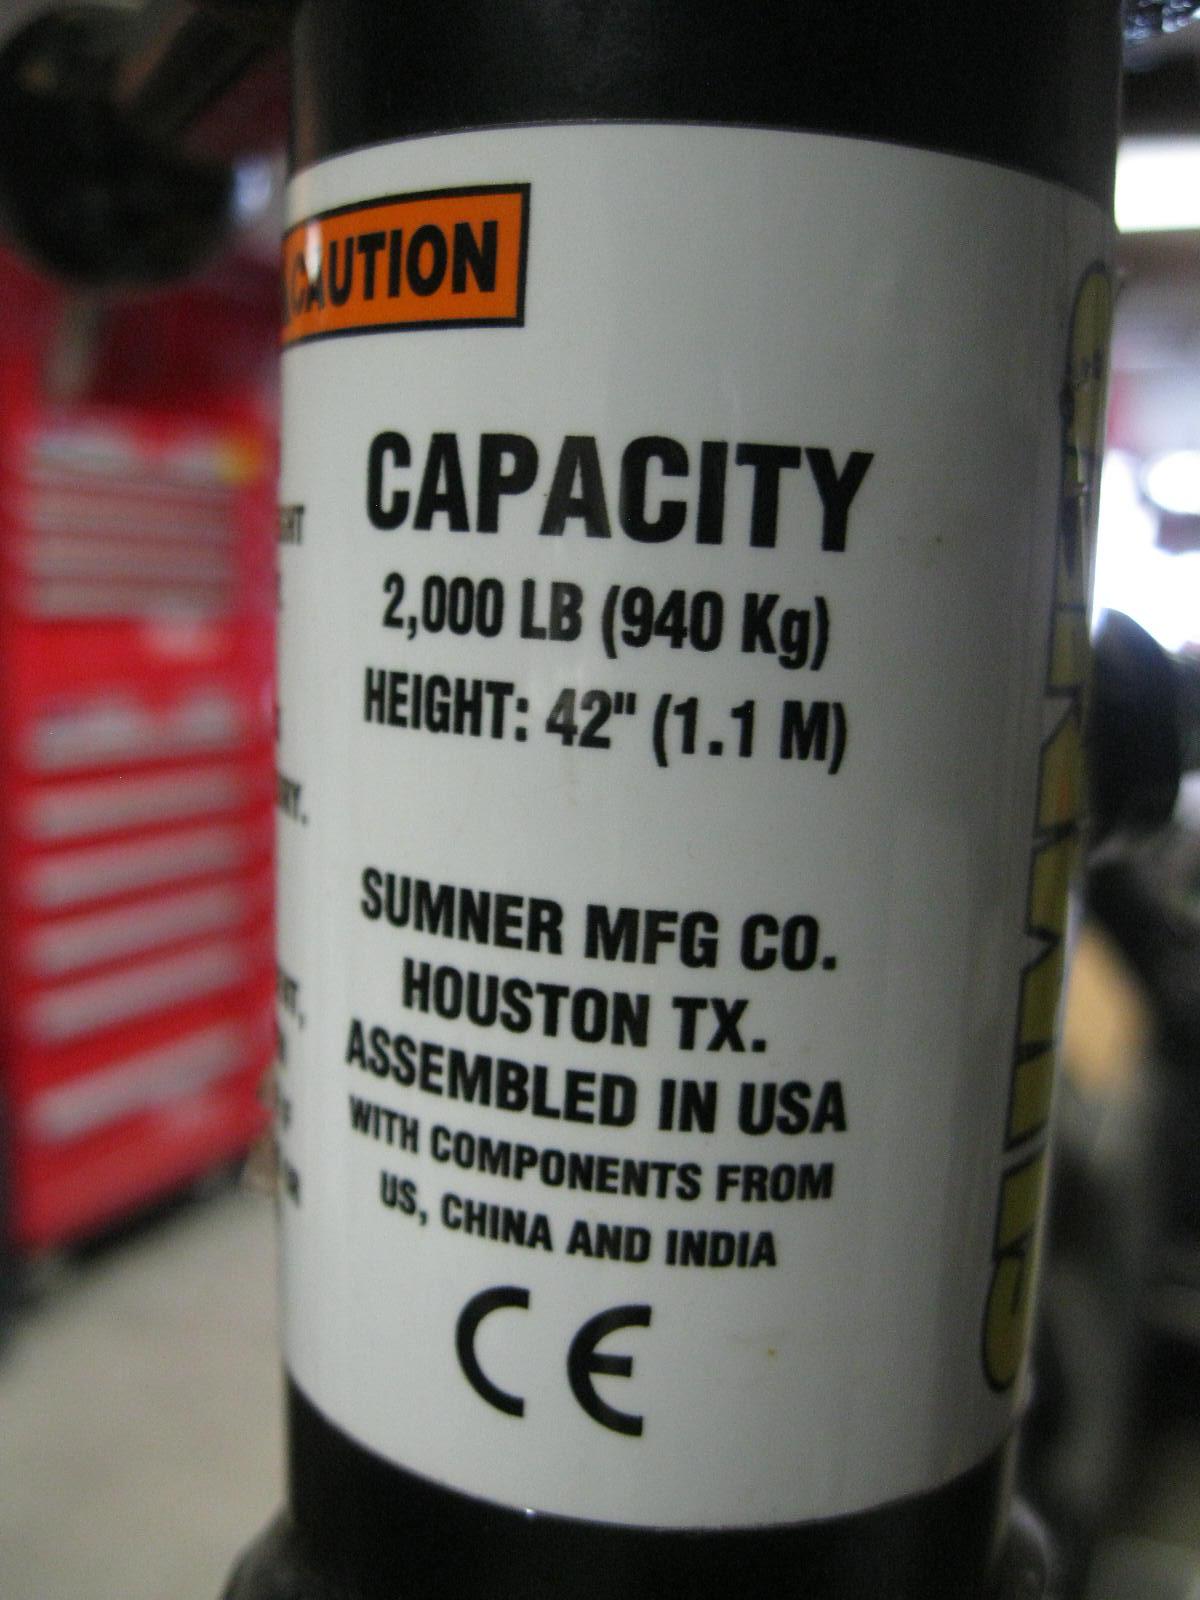 CAUTION
CAPACITY
2,000 LB (940 Kg)
HEIGHT: 42" (1.1 M)
SUMNER MFG CO.
HOUSTON TX.
ASSEMBLED IN USA
WITH COMPONENTS FROM
US, CHINA AND INDIA
CE